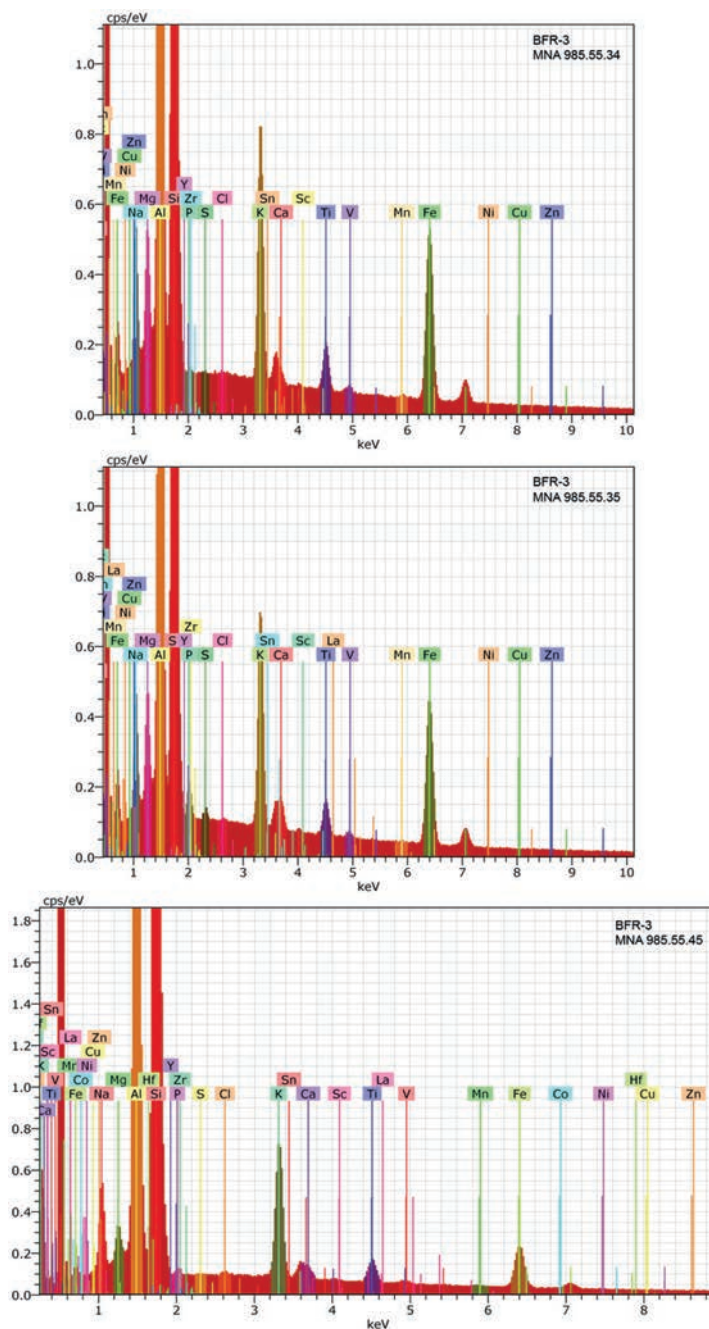 cps/eV
BFR-3
MNA 985.55.34
1.0
0.8
Zn
Cu Y
Ni
Mn
Fe Mg Si Zr Sn Sc
0.6
Na Al P S Cl K Ca Ti V Mn Fe Ni Cu Zn
0.4
0.2
0.0
1 2 3 4 5 6 7 8 9 10
keV
cps/eV
BFR-3
MNA 985.55.35
1.0
0.8
La
Zn
Cu
Ni
Mn Zr
Fe Mg S Y Cl Sn Sc La
0.6
Na Al P S K Ca Ti V Mn Fe Ni Cu Zn
0.4
0.2
0.0
1 2 3 4 5 6 7 8 9 10
keV
cps/eV
1.8
BFR-3
MNA 985.55.45
1.6
1.4
Sn
1.2
La Zn
Sc Cu
K Ni Y
V Co Mg Hf Zr Sn La Hf
1.0
Ti Fe Na Al Si P S Cl K Ca Sc Ti V Mn Fe Co Ni Cu Zn
Ca
0.8
0.6
0.4
0.2
0.0
1 2 3 4 5 6 7 8
keV